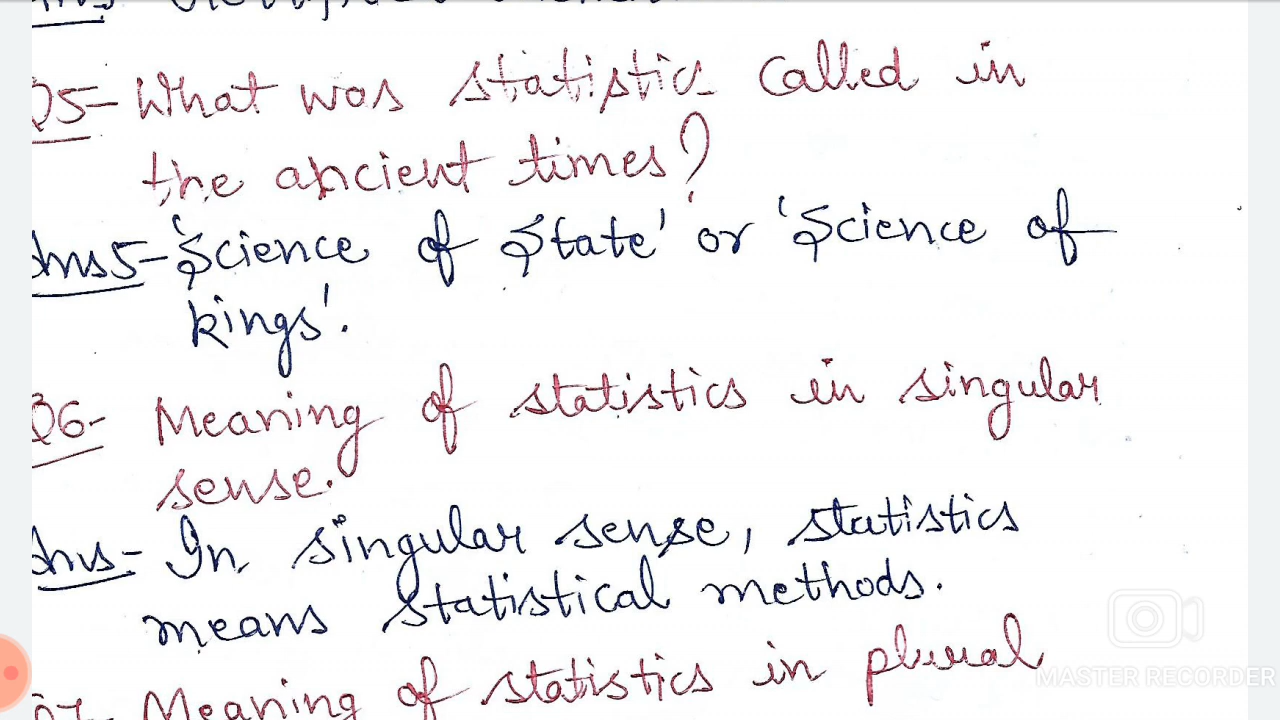 Q5- What was statistic called in
the ancient times?
Ans5- 'Science of State' or 'Science of
kings'.
Q6- Meaning of statistics in singular
sense.
Ans- In singular sense, statistics
means statistical methods.
Q7- Meaning of statistics in plural
MASTER RECORDER